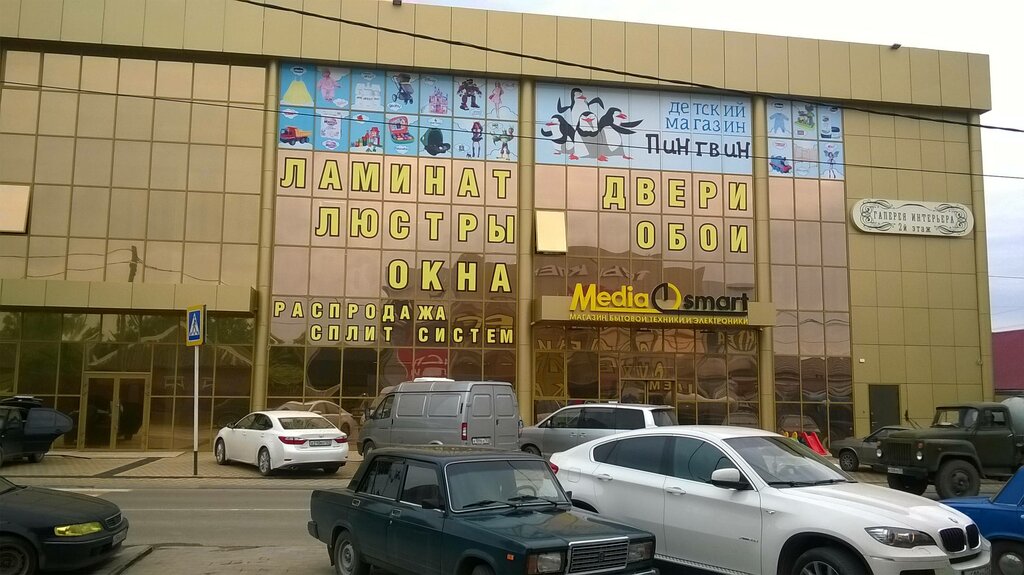 детский
магазин
Пингвин
ЛАМИНАТ
ЛЮСТРЫ
ОКНА
РАСПРОДАЖА
СПЛИТ СИСТЕМ
ДВЕРИ
ОБОИ
ГАЛЕРЕЯ ИНТЕРЬЕРА
2й этаж
Media smart
МАГАЗИН БЫТОВОЙ ТЕХНИКИ И ЭЛЕКТРОНИКИ